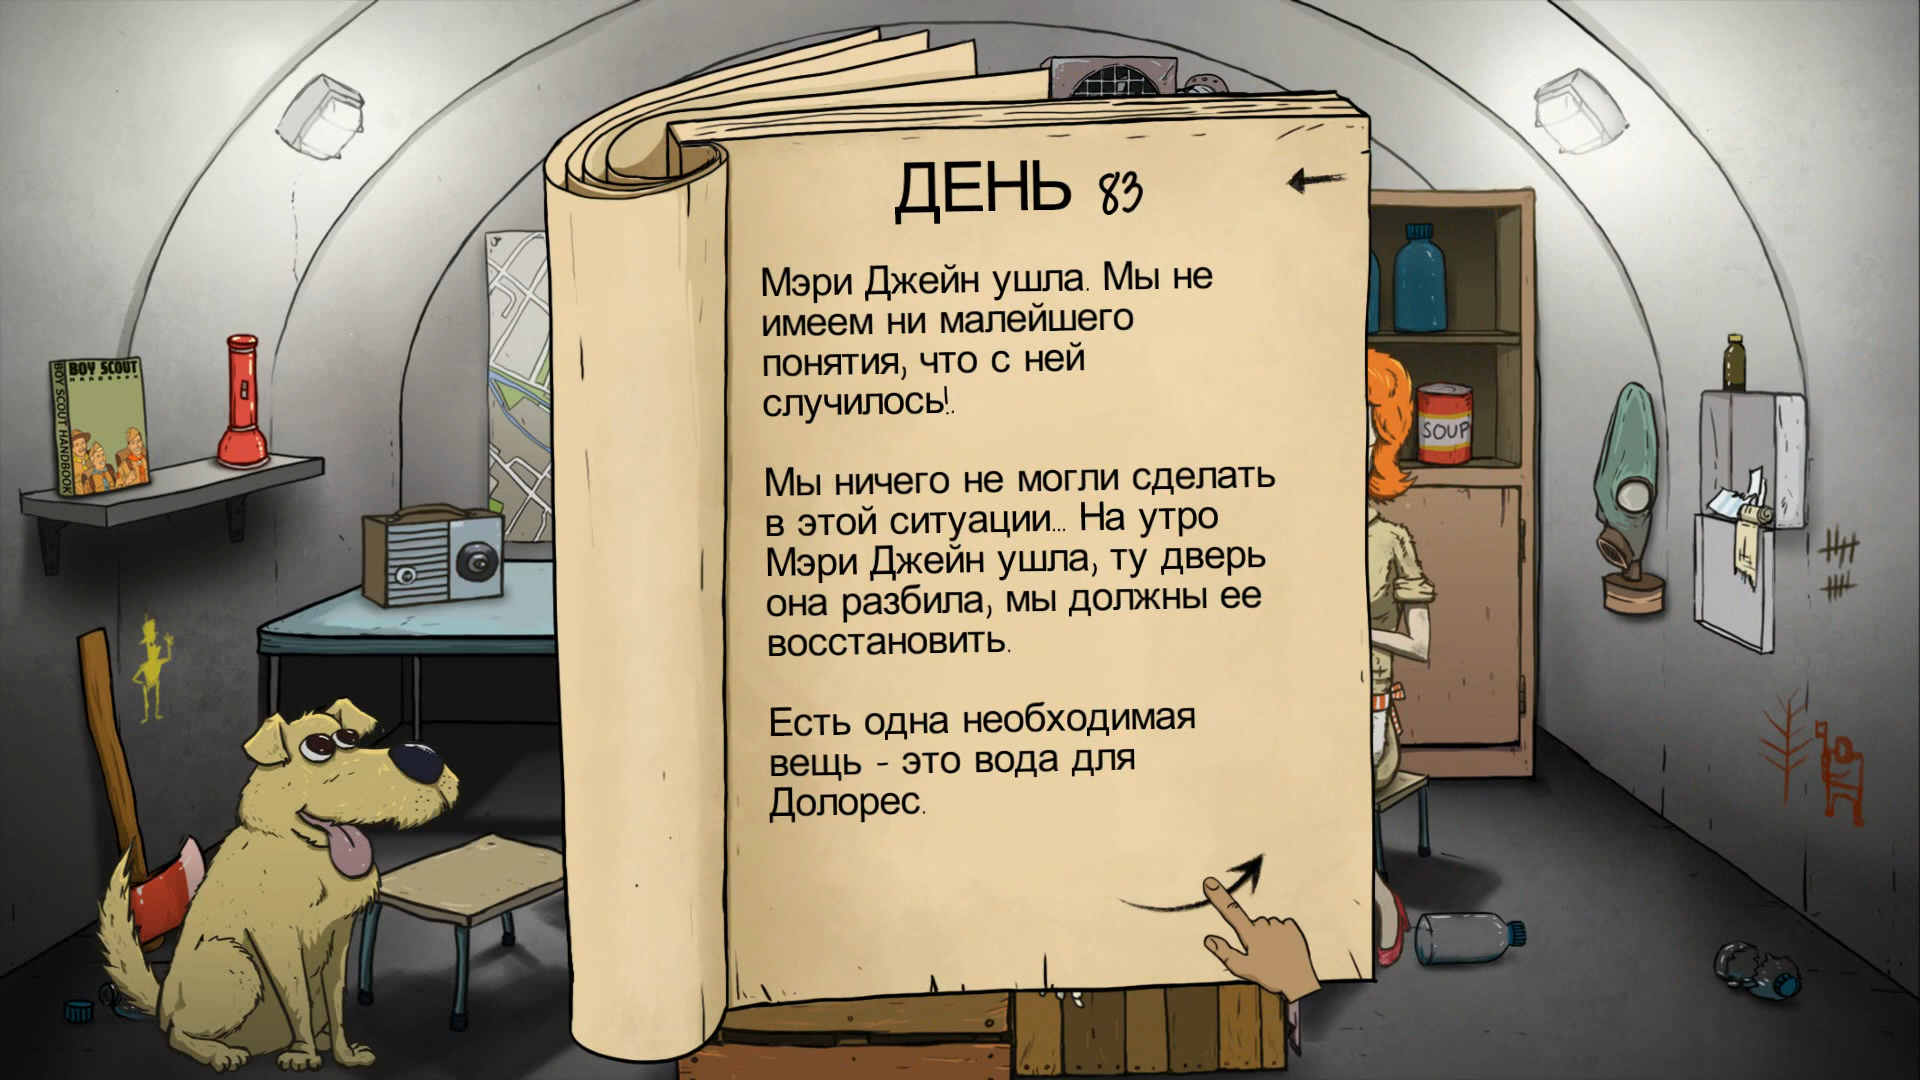 ДЕНЬ 83
Мэри Джейн ушла. Мы не
имеем ни малейшего
понятия, что с ней
случилось!.
Мы ничего не могли сделать
в этой ситуации... На утро
Мэри Джейн ушла, ту дверь
она разбила, мы должны ее
восстановить.
Есть одна необходимая
вещь - это вода для
Долорес.
BOY SCOUT
HANDBOOK
BOY SCOUT HANDBOOK
SOUP